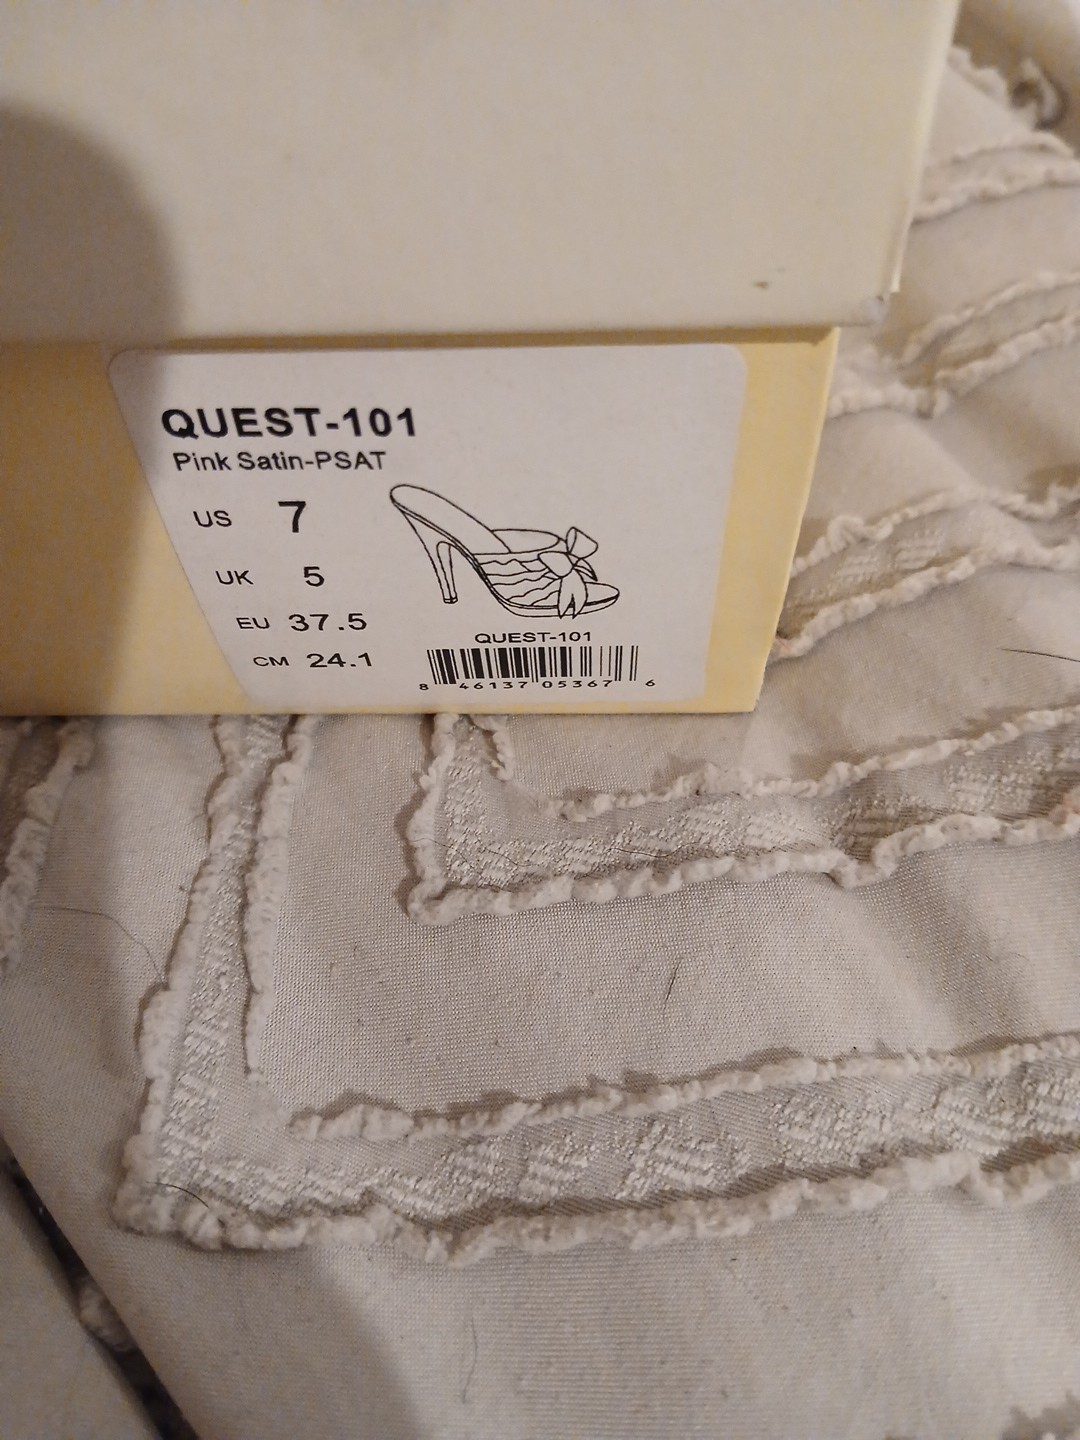 QUEST-101
Pink Satin-PSAT
US 7
UK 5
EU 37.5
CM 24.1
QUEST-101
8 46137 05367 6